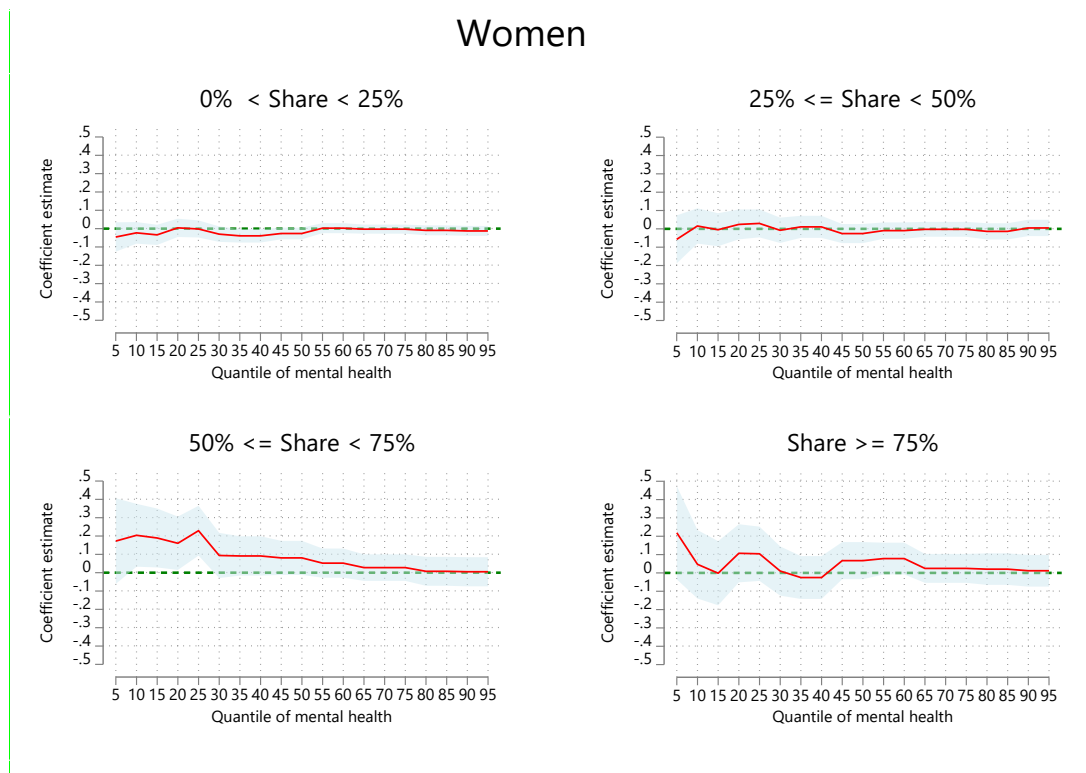 Women
0% < Share < 25%
Coefficient estimate
.5
.4
.3
.2
.1
0
-.1
-.2
-.3
-.4
-.5
5 10 15 20 25 30 35 40 45 50 55 60 65 70 75 80 85 90 95
Quantile of mental health
25% <= Share < 50%
Coefficient estimate
.5
.4
.3
.2
.1
0
-.1
-.2
-.3
-.4
-.5
5 10 15 20 25 30 35 40 45 50 55 60 65 70 75 80 85 90 95
Quantile of mental health
50% <= Share < 75%
Coefficient estimate
.5
.4
.3
.2
.1
0
-.1
-.2
-.3
-.4
-.5
5 10 15 20 25 30 35 40 45 50 55 60 65 70 75 80 85 90 95
Quantile of mental health
Share >= 75%
Coefficient estimate
.5
.4
.3
.2
.1
0
-.1
-.2
-.3
-.4
-.5
5 10 15 20 25 30 35 40 45 50 55 60 65 70 75 80 85 90 95
Quantile of mental health